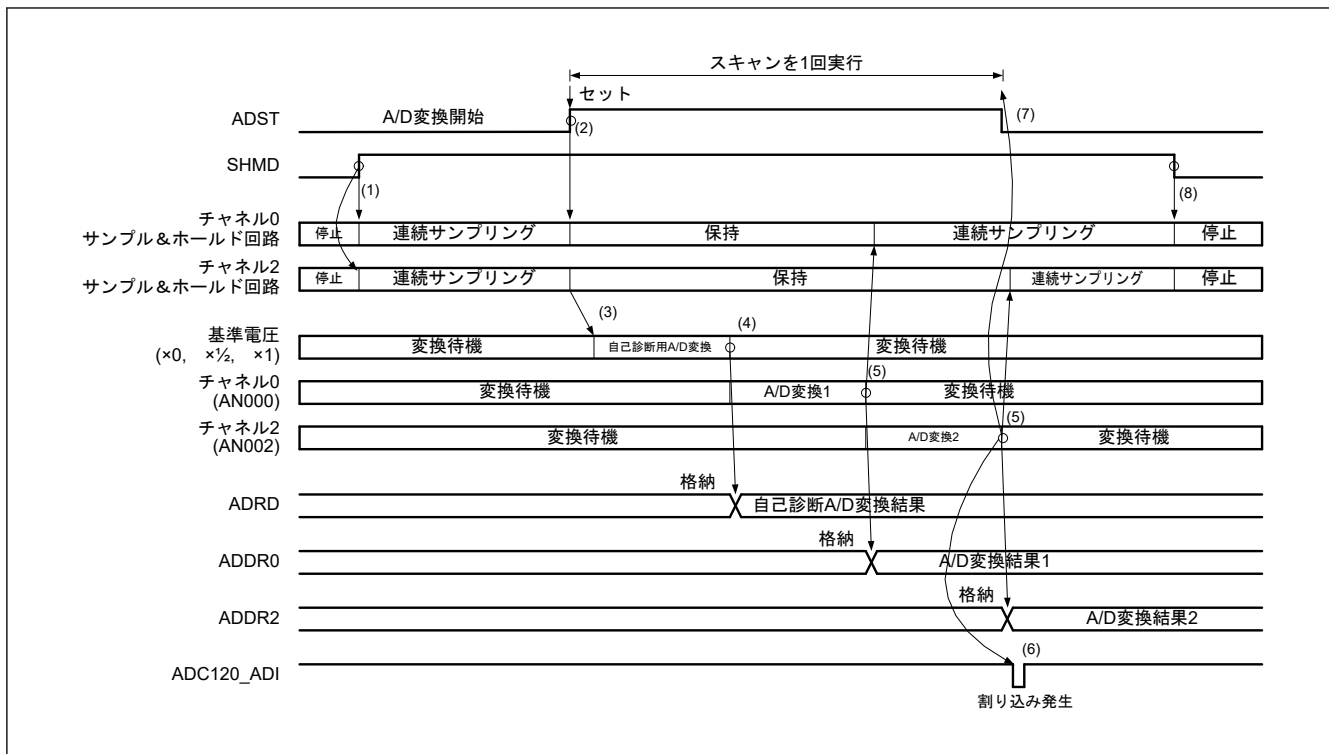 スキャンを1回実行
セット
ADST
A/D変換開始
(2)
(7)
SHMD
(1)
(8)
チャネル0
サンプル＆ホールド回路
停止
連続サンプリング
保持
連続サンプリング
停止
チャネル2
サンプル＆ホールド回路
停止
連続サンプリング
保持
連続サンプリング
停止
(3)
(4)
基準電圧
(×0, ×½, ×1)
変換待機
自己診断用A/D変換
変換待機
チャネル0
(AN000)
変換待機
A/D変換1
(5)
変換待機
チャネル2
(AN002)
変換待機
A/D変換2
(5)
変換待機
格納
ADRD
自己診断A/D変換結果
格納
ADDR0
A/D変換結果1
格納
ADDR2
A/D変換結果2
(6)
ADC120_ADI
割り込み発生